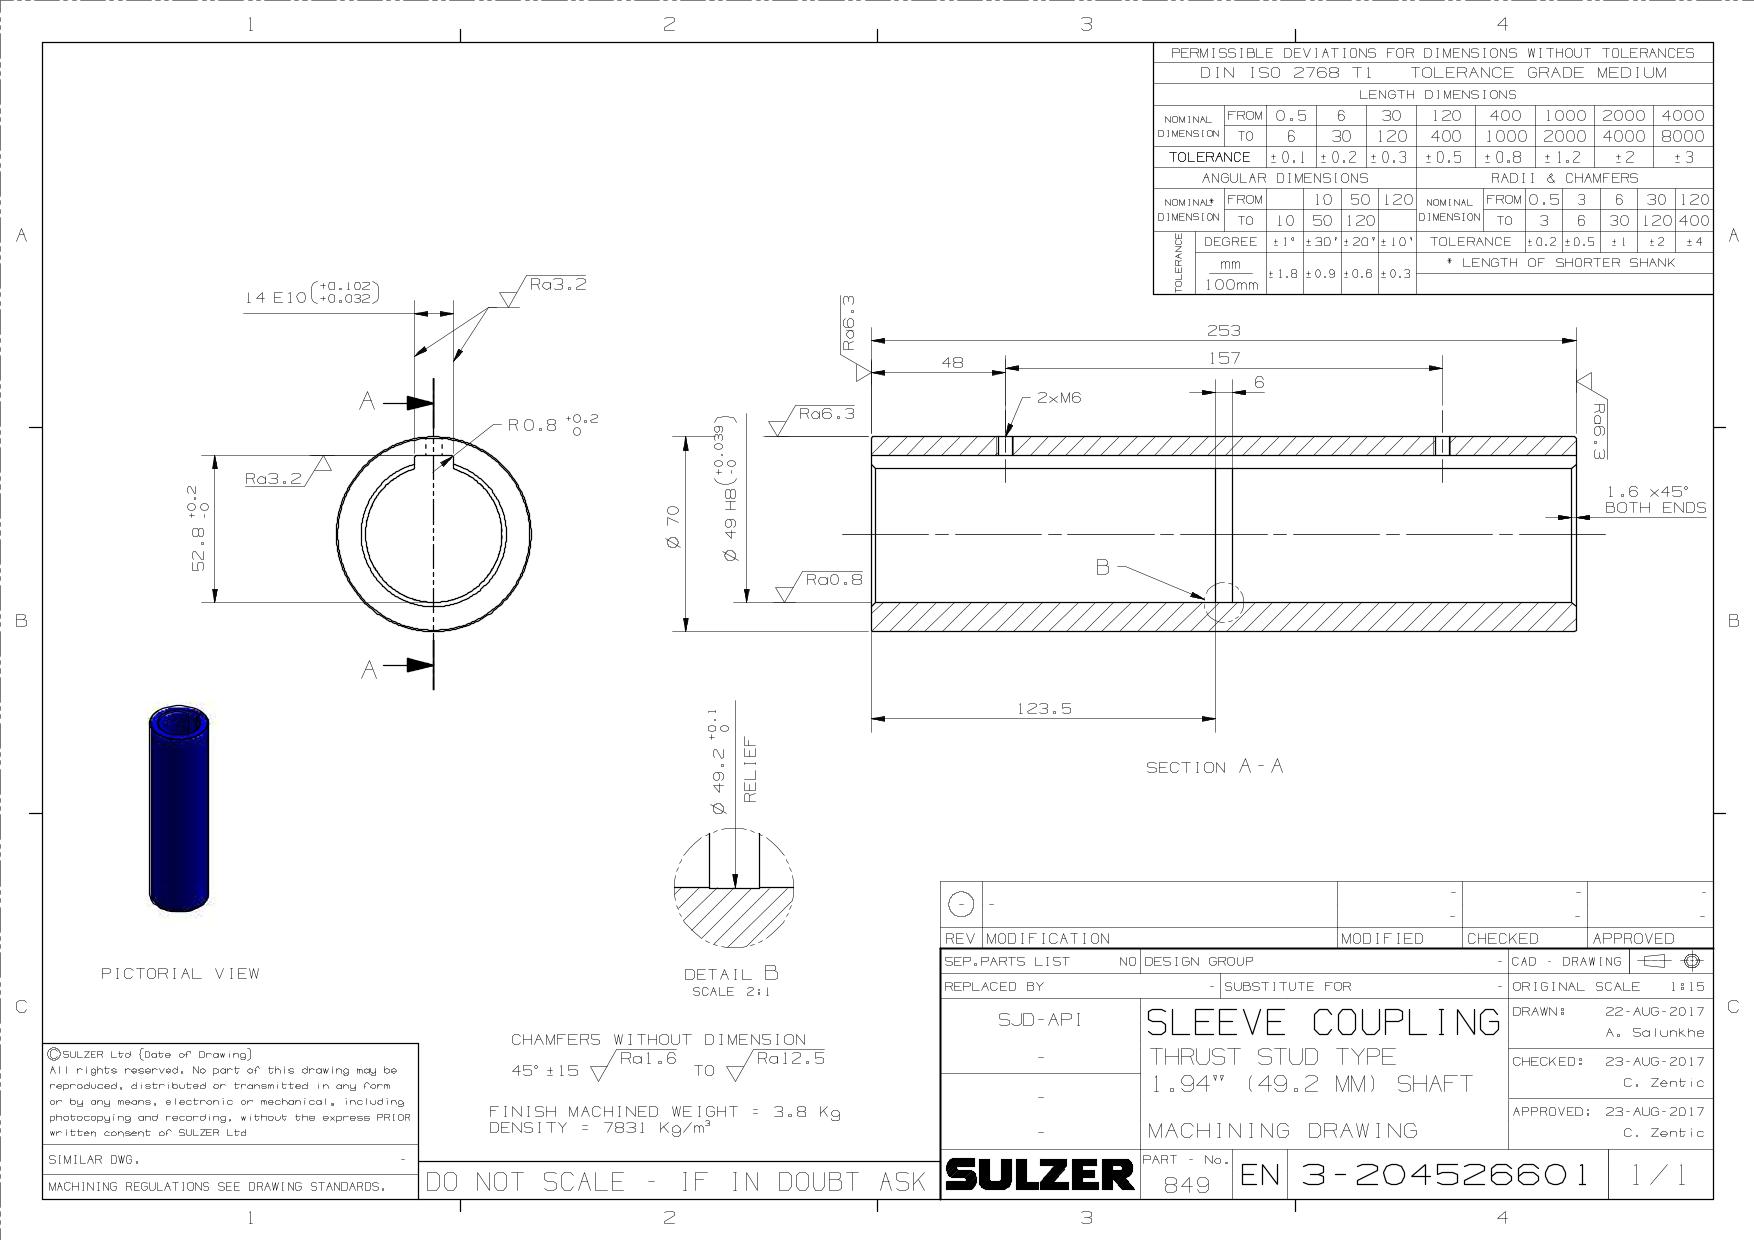 1 2 3 4
PERMISSIBLE DEVIATIONS FOR DIMENSIONS WITHOUT TOLERANCES
DIN ISO 2768 T1 TOLERANCE GRADE MEDIUM
LENGTH DIMENSIONS
NOMINAL DIMENSION FROM 0.5 6 30 120 400 1000 2000 4000
TO 6 30 120 400 1000 2000 4000 8000
TOLERANCE ±0.1 ±0.2 ±0.3 ±0.5 ±0.8 ±1.2 ±2 ±3
ANGULAR DIMENSIONS RADII & CHAMFERS
NOMINAL* DIMENSION FROM 10 50 120 NOMINAL DIMENSION FROM 0.5 3 6 30 120
TO 10 50 120 TO 3 6 30 120 400
TOLERANCE DEGREE ±1° ±30' ±20' ±10' TOLERANCE ±0.2 ±0.5 ±1 ±2 ±4
mm
100mm ±1.8 ±0.9 ±0.6 ±0.3
* LENGTH OF SHORTER SHANK
A A
14 E10(+0.102 +0.032)
Ra3.2
A
R0.8 +0.2 0
Ra3.2
52.8 +0.2 -0
A
Ra6.3
253
48
157
6
2xM6
Ra6.3
Ra6.3
Ø 70
Ø 49 H8(+0.039 -0)
1.6 x45°
BOTH ENDS
B
Ra0.8
B B
123.5
SECTION A-A
Ø 49.2 +0.1 0
RELIEF
DETAIL B
SCALE 2:1
PICTORIAL VIEW
C C
CHAMFERS WITHOUT DIMENSION
45° ±15 Ra1.6 TO Ra12.5
FINISH MACHINED WEIGHT = 3.8 Kg
DENSITY = 7831 Kg/m³
©SULZER Ltd {Date of Drawing}
All rights reserved. No part of this drawing may be
reproduced, distributed or transmitted in any form
or by any means, electronic or mechanical, including
photocopying and recording, without the express PRIOR
written consent of SULZER Ltd
SIMILAR DWG. -
MACHINING REGULATIONS SEE DRAWING STANDARDS.
DO NOT SCALE - IF IN DOUBT ASK
- - - - -
- - -
REV MODIFICATION MODIFIED CHECKED APPROVED
SEP.PARTS LIST NO DESIGN GROUP - CAD - DRAWING
REPLACED BY - SUBSTITUTE FOR - ORIGINAL SCALE 1:15
SJD-API
-
-
-
SLEEVE COUPLING
THRUST STUD TYPE
1.94" (49.2 MM) SHAFT
MACHINING DRAWING
DRAWN: 22-AUG-2017
A. Salunkhe
CHECKED: 23-AUG-2017
C. Zentic
APPROVED: 23-AUG-2017
C. Zentic
SULZER
PART - No.
849
EN
3-204526601
1/1
1 2 3 4